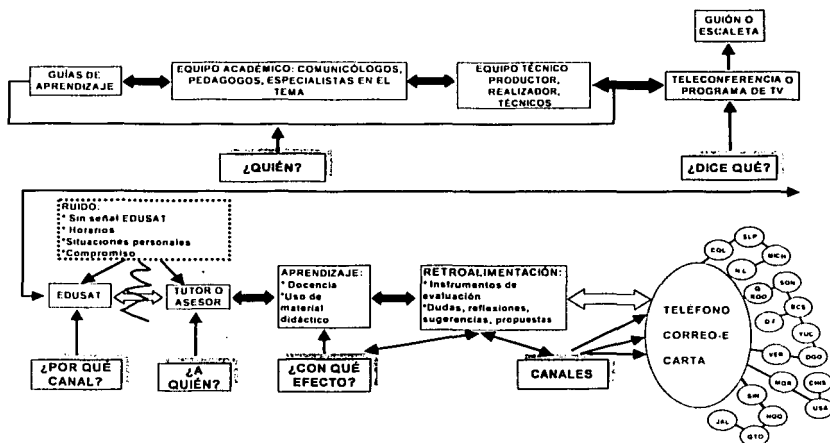 GUIÓN O
ESCALETA
GUÍAS DE
APRENDIZAJE
EQUIPO ACADÉMICO: COMUNICÓLOGOS,
PEDAGOGOS, ESPECIALISTAS EN EL
TEMA
EQUIPO TÉCNICO
PRODUCTOR,
REALIZADOR,
TÉCNICOS
TELECONFERENCIA O
PROGRAMA DE TV
¿QUIÉN?
¿DICE QUÉ?
RUIDO:
* Sin señal EDUSAT
* Horarios
*Situaciones personales
*Compromiso
EDUSAT
TUTOR O
ASESOR
APRENDIZAJE:
* Docencia
*Uso de
material
didáctico
RETROALIMENTACIÓN:
* Instrumentos de
evaluación
*Dudas, reflexiones,
sugerencias, propuestas
TELÉFONO
CORREO-E
CARTA
¿POR QUÉ
CANAL?
¿A
QUIÉN?
¿CON QUÉ
EFECTO?
CANALES
COL
SLP
MICH
N L
Q
ROO
SON
BCS
D F
YUC
VER
DGO
MOR
CHIS
USA
SIN
HGO
GTO
JAL